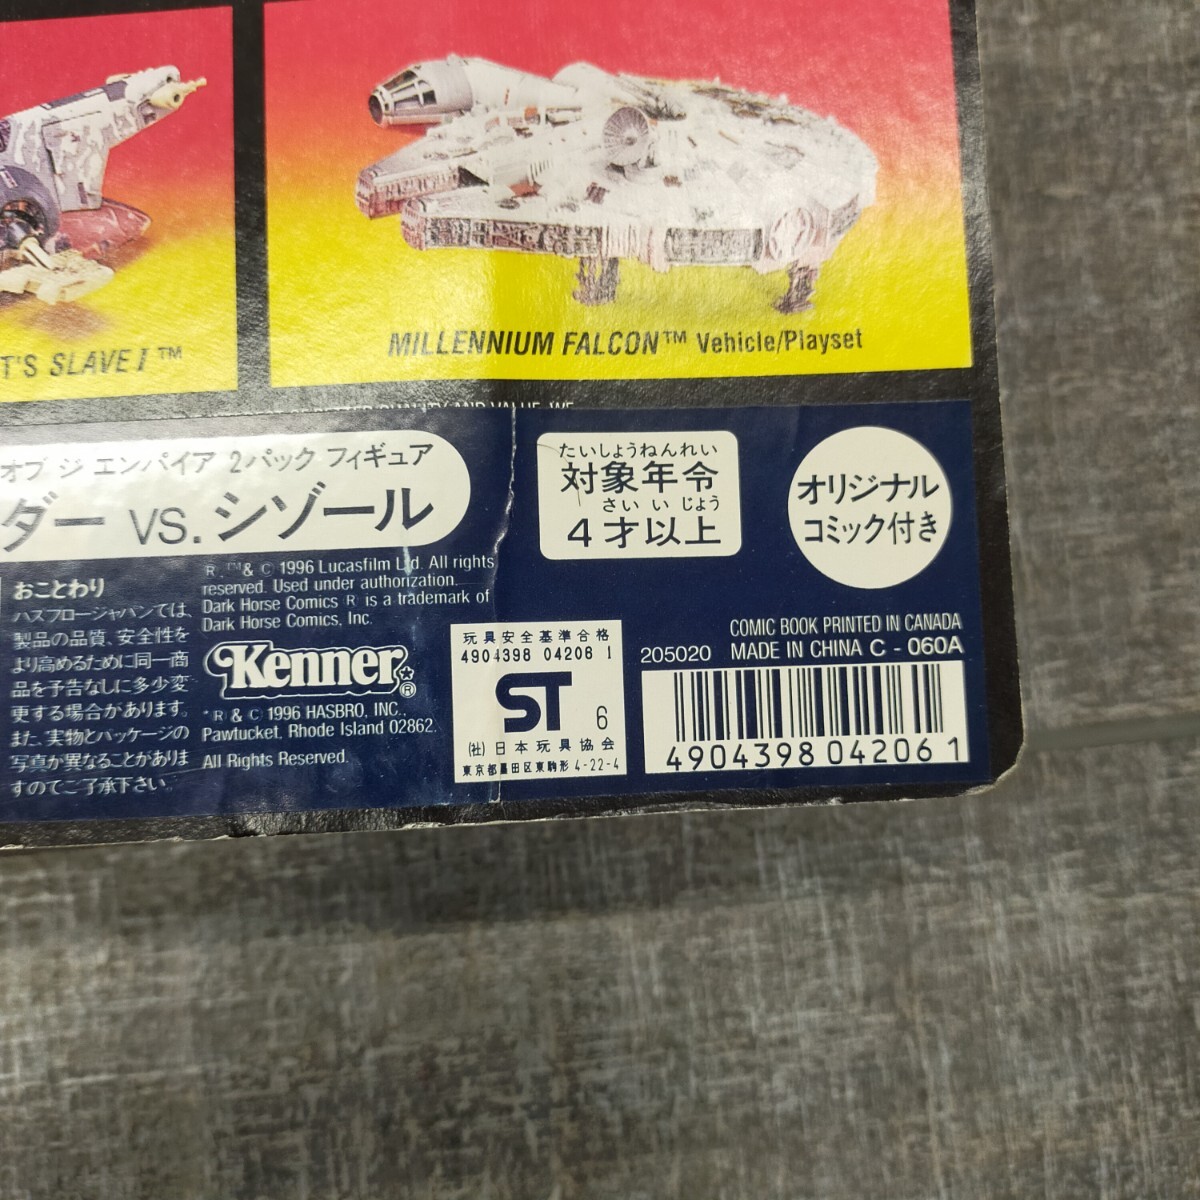 T'S SLAVE I ™
MILLENNIUM FALCON™ Vehicle/Playset
QUALITY AND VALUE, WE
オブ ジ エンパイア 2パック フィギュア
ダー VS. シゾール
たいしょうねんれい
対象年令
さい いじょう
4才以上
オリジナル
コミック付き
おことわり
ハスブロージャパンでは
製品の品質、安全性を
より高めるために同一商
品を予告なしに多少変
更する場合があります。
また、実物とパッケージの
写真が異なることがありま
すのでご了承下さい。
®,™& © 1996 Lucasfilm Ltd. All rights
reserved. Used under authorization.
Dark Horse Comics ® is a trademark of
Dark Horse Comics, Inc.
Kenner®
*® & © 1996 HASBRO, INC.,
Pawtucket, Rhode Island 02862.
All Rights Reserved.
玩具安全基準合格
4904398 04206 1
ST 6
(社)日本玩具協会
東京都墨田区東駒形 4-22-4
COMIC BOOK PRINTED IN CANADA
205020 MADE IN CHINA C - 060A
4904398 042061